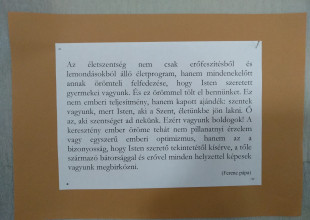 Az életszentség nem csak erőfeszítésből és
lemondásokból álló életprogram, hanem mindenekelőtt
annak örömteli felfedezése, hogy Isten szeretett
gyermekei vagyunk. És ez örömmel tölt el bennünket. Ez
nem emberi teljesítmény, hanem kapott ajándék: szentek
vagyunk, mert Isten, aki a Szent, életünkbe jön lakni. Ő
az, aki szentséget ad nekünk. Ezért vagyunk boldogok! A
keresztény ember öröme tehát nem pillanatnyi érzelem
vagy egyszerű emberi optimizmus, hanem az a
bizonyosság, hogy Isten szerető tekintetétől kísérve, a tőle
származó bátorsággal és erővel minden helyzettel képesek
vagyunk megbirkózni.
(Ferenc pápa)